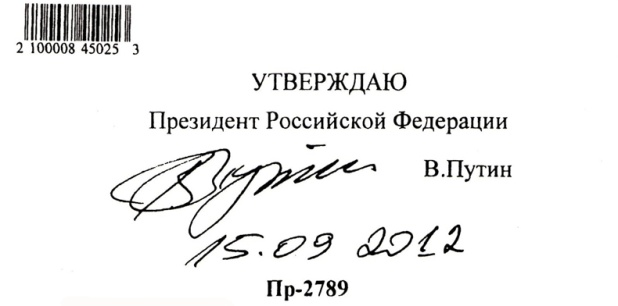 2 100008 45025 3
УТВЕРЖДАЮ
Президент Российской Федерации
В.Путин
15.09 2012
Пр-2789